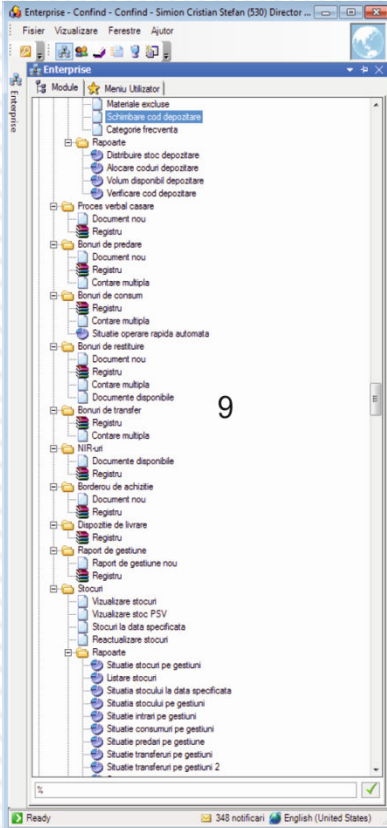 Enterprise - Confind - Confind - Simion Cristian Stefan (530) Director ...
Fisier Vizualizare Ferestre Ajutor
Enterprise
Enterprise
Module Meniu Utilizator
Materiale excluse
Schimbare cod depozitare
Categorie frecventa
Rapoarte
Distribuire stoc depozitare
Alocare coduri depozitare
Volum disponibil depozitare
Verificare cod depozitare
Proces verbal casare
Document nou
Registru
Bonuri de predare
Document nou
Registru
Contare multipla
Bonuri de consum
Registru
Contare multipla
Situatie operare rapida automata
Bonuri de restituire
Document nou
Registru
Contare multipla
Documente disponibile
Bonuri de transfer
Registru
Contare multipla
9
NIR-uri
Documente disponibile
Registru
Borderou de achizitie
Document nou
Registru
Dispozitie de livrare
Registru
Raport de gestiune
Raport de gestiune nou
Registru
Stocuri
Vizualizare stocuri
Vizualizare stoc PSV
Stocuri la data specificata
Reactualizare stocuri
Rapoarte
Situatie stocuri pe gestiuni
Listare stocuri
Situatia stocului la data specificata
Situatia stocului pe gestiuni
Situatie intrari pe gestiuni
Situatie consumuri pe gestiuni
Situatie predari pe gestiune
Situatie transferuri pe gestiuni
Situatie transferuri pe gestiuni 2
%
Ready 348 notificari English (United States)